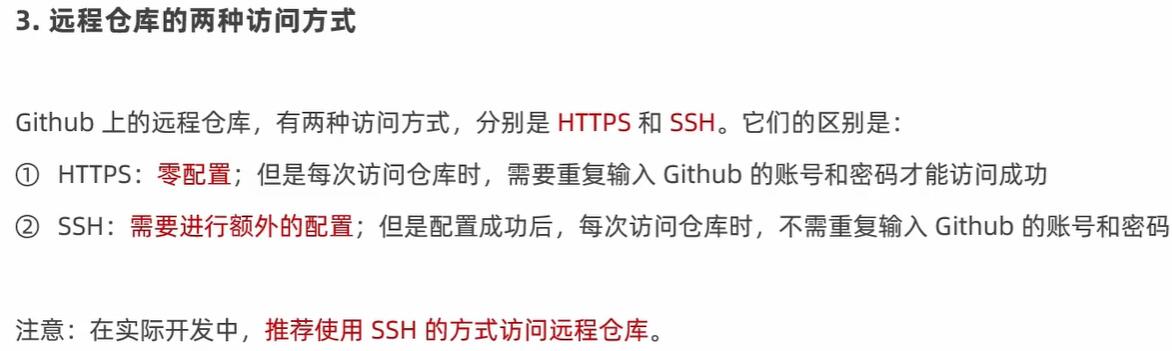 3. 远程仓库的两种访问方式
Github 上的远程仓库，有两种访问方式，分别是 HTTPS 和 SSH。它们的区别是：
① HTTPS：零配置；但是每次访问仓库时，需要重复输入 Github 的账号和密码才能访问成功
② SSH：需要进行额外的配置；但是配置成功后，每次访问仓库时，不需重复输入 Github 的账号和密码
注意：在实际开发中，推荐使用 SSH 的方式访问远程仓库。